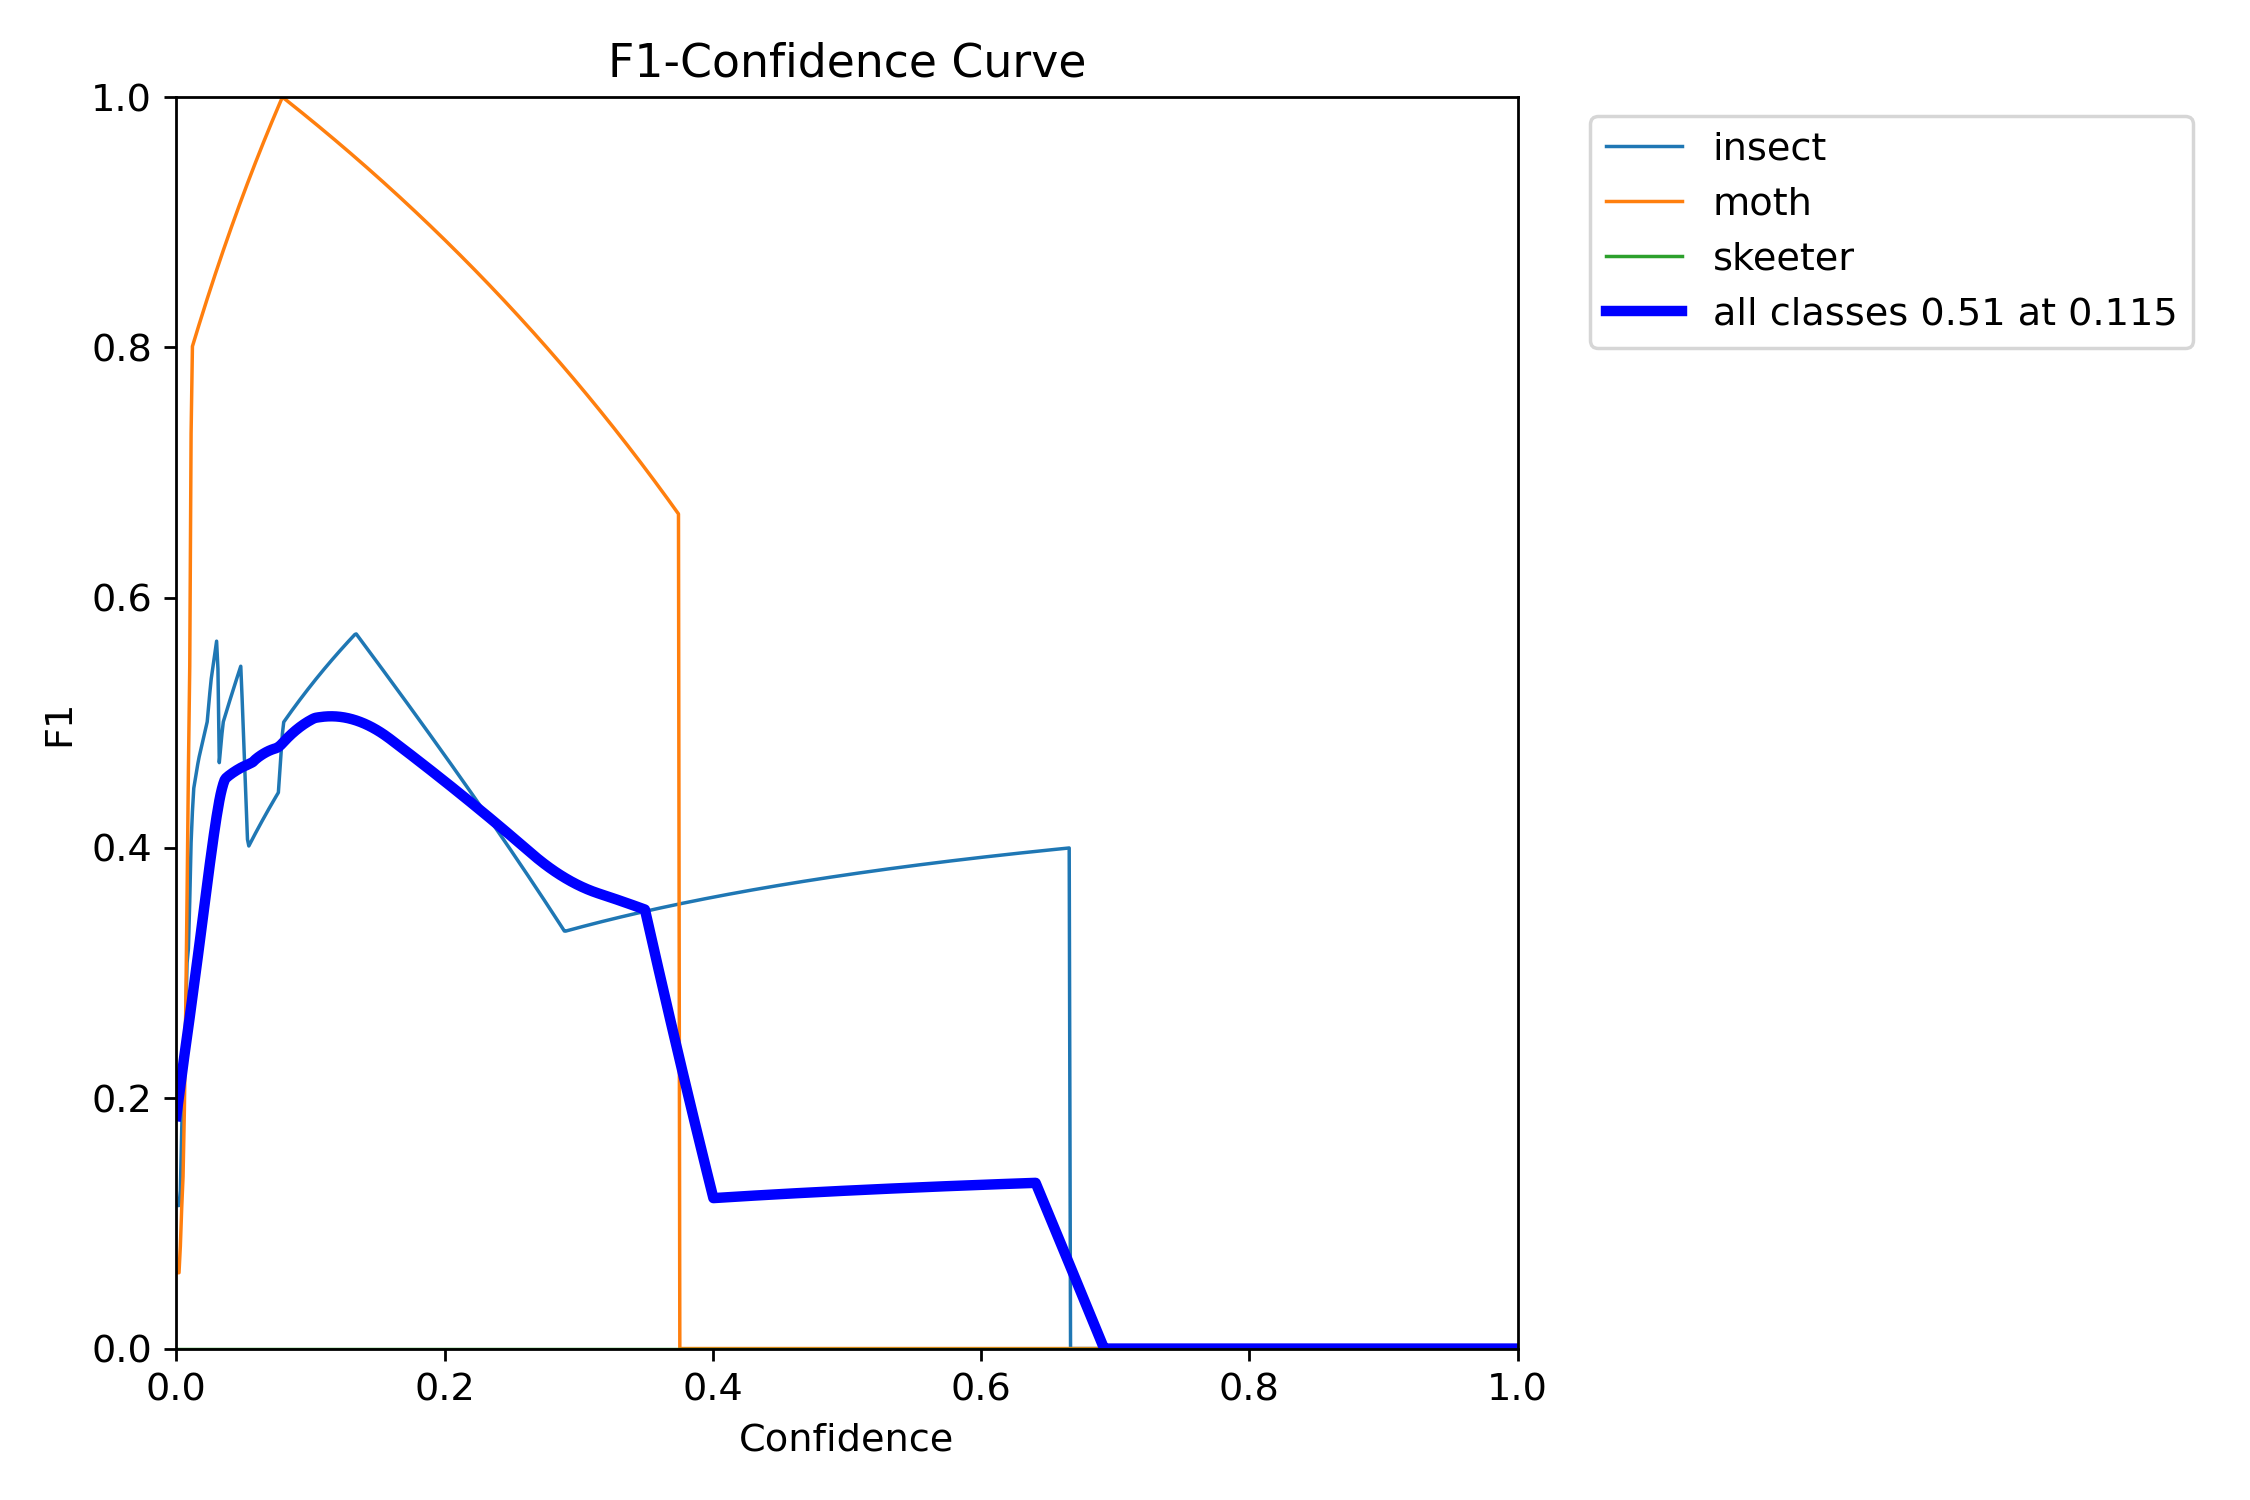 F1-Confidence Curve
1.0
0.8
0.6
0.4
0.2
0.0
F1
0.0 0.2 0.4 0.6 0.8 1.0
Confidence
insect
moth
skeeter
all classes 0.51 at 0.115